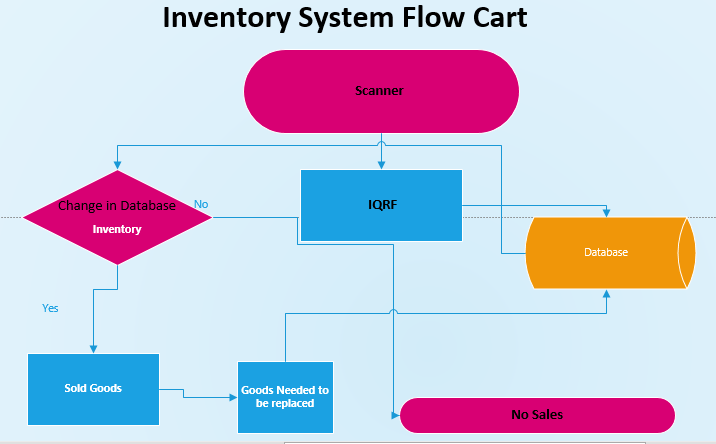 Inventory System Flow Cart
Scanner
Change in Database
Inventory
No
IQRF
Database
Yes
Sold Goods
Goods Needed to
be replaced
No Sales